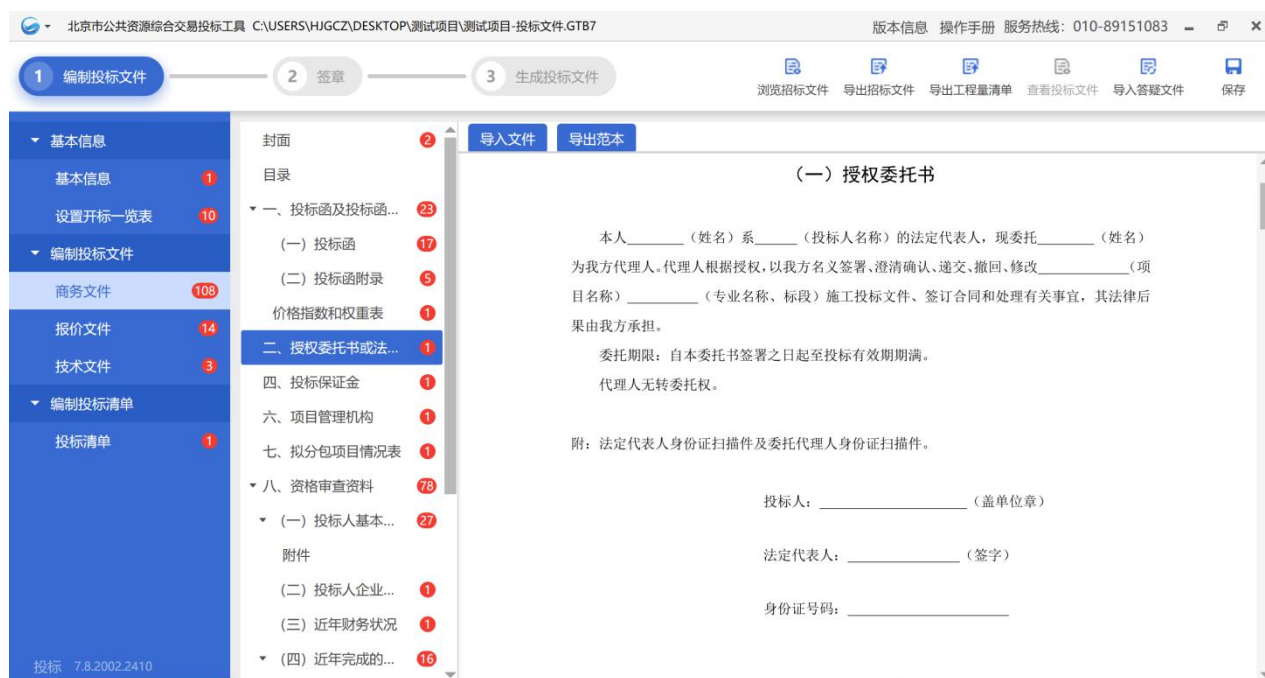 北京市公共资源综合交易投标工具 C:\USERS\HJGCZ\DESKTOP\测试项目\测试项目-投标文件.GTB7 版本信息 操作手册 服务热线：010-89151083
1 编制投标文件 2 签章 3 生成投标文件
浏览招标文件 导出招标文件 导出工程量清单 查看投标文件 导入答疑文件 保存
基本信息
基本信息 1
设置开标一览表 10
编制投标文件
商务文件 108
报价文件 14
技术文件 3
编制投标清单
投标清单 1
投标 7.8.2002.2410
封面 2
目录
一、投标函及投标函... 23
（一）投标函 17
（二）投标函附录 5
价格指数和权重表 1
二、授权委托书或法... 1
四、投标保证金 1
六、项目管理机构 1
七、拟分包项目情况表 1
八、资格审查资料 78
（一）投标人基本... 27
附件
（二）投标人企业... 1
（三）近年财务状况 1
（四）近年完成的... 16
导入文件 导出范本
（一）授权委托书
本人________（姓名）系______（投标人名称）的法定代表人，现委托________（姓名）
为我方代理人。代理人根据授权，以我方名义签署、澄清确认、递交、撤回、修改_____________（项
目名称）_________（专业名称、标段）施工投标文件、签订合同和处理有关事宜，其法律后
果由我方承担。
委托期限：自本委托书签署之日起至投标有效期期满。
代理人无转委托权。
附：法定代表人身份证扫描件及委托代理人身份证扫描件。
投标人：_____________________（盖单位章）
法定代表人：________________（签字）
身份证号码：_______________________